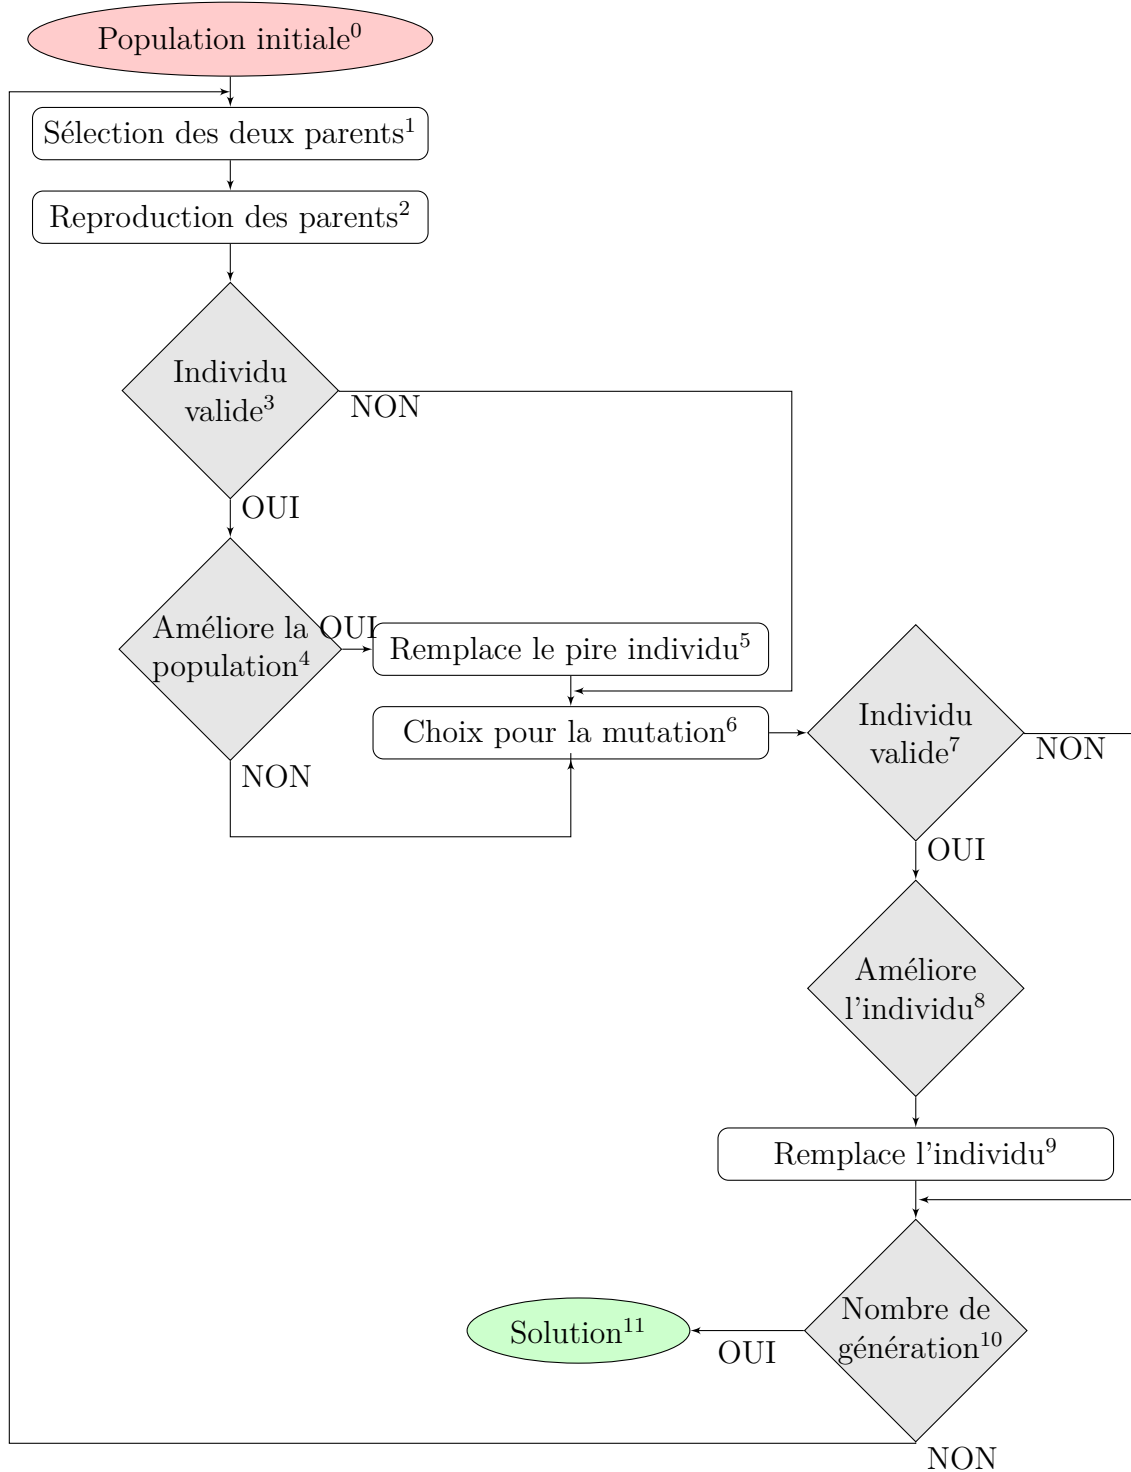 Population initiale⁰
Sélection des deux parents¹
Reproduction des parents²
Individu
valide³
NON
OUI
Améliore la
population⁴
OUI
Remplace le pire individu⁵
Choix pour la mutation⁶
NON
Individu
valide⁷
NON
OUI
Améliore
l'individu⁸
Remplace l'individu⁹
Nombre de
génération¹⁰
OUI
Solution¹¹
NON